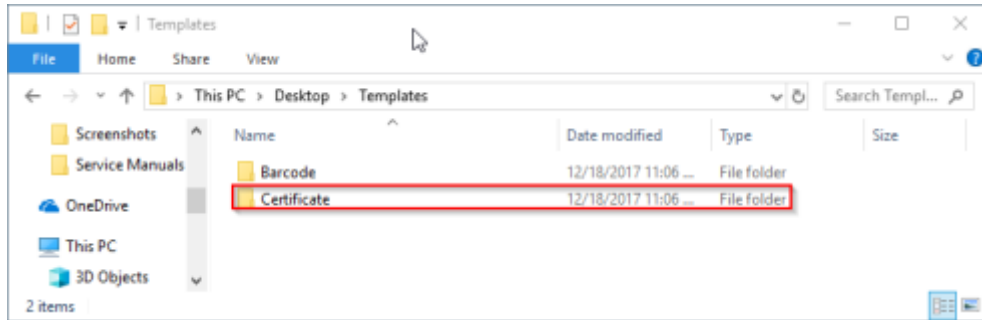 Templates
File Home Share View
This PC > Desktop > Templates Search Templ...
Screenshots Name Date modified Type Size
Service Manuals Barcode 12/18/2017 11:06 ... File folder
Certificate 12/18/2017 11:06 ... File folder
OneDrive
This PC
3D Objects
2 items